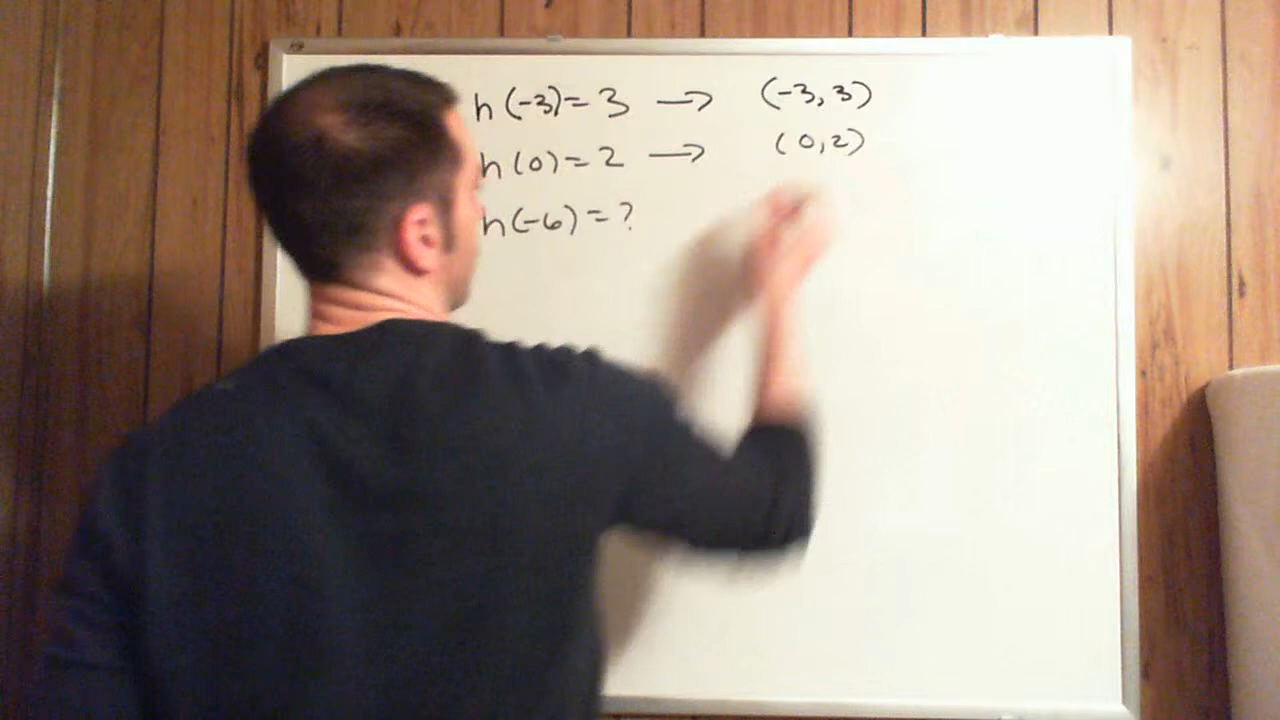 h(-3)=3 → (-3,3)
h(0)=2 → (0,2)
h(-6)=?